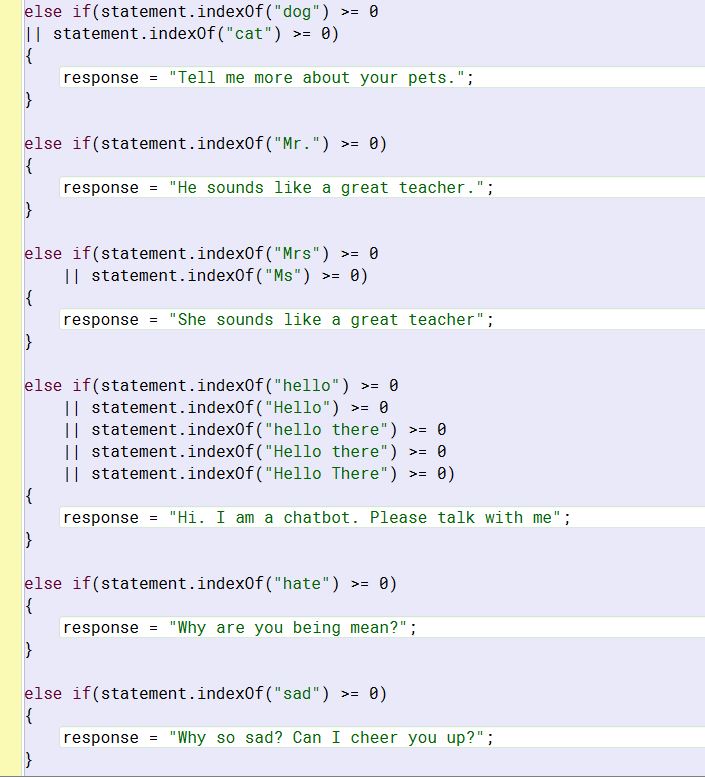 else if(statement.indexOf("dog") >= 0
|| statement.indexOf("cat") >= 0)
{
response = "Tell me more about your pets.";
}
else if(statement.indexOf("Mr.") >= 0)
{
response = "He sounds like a great teacher.";
}
else if(statement.indexOf("Mrs") >= 0
|| statement.indexOf("Ms") >= 0)
{
response = "She sounds like a great teacher";
}
else if(statement.indexOf("hello") >= 0
|| statement.indexOf("Hello") >= 0
|| statement.indexOf("hello there") >= 0
|| statement.indexOf("Hello there") >= 0
|| statement.indexOf("Hello There") >= 0)
{
response = "Hi. I am a chatbot. Please talk with me";
}
else if(statement.indexOf("hate") >= 0)
{
response = "Why are you being mean?";
}
else if(statement.indexOf("sad") >= 0)
{
response = "Why so sad? Can I cheer you up?";
}